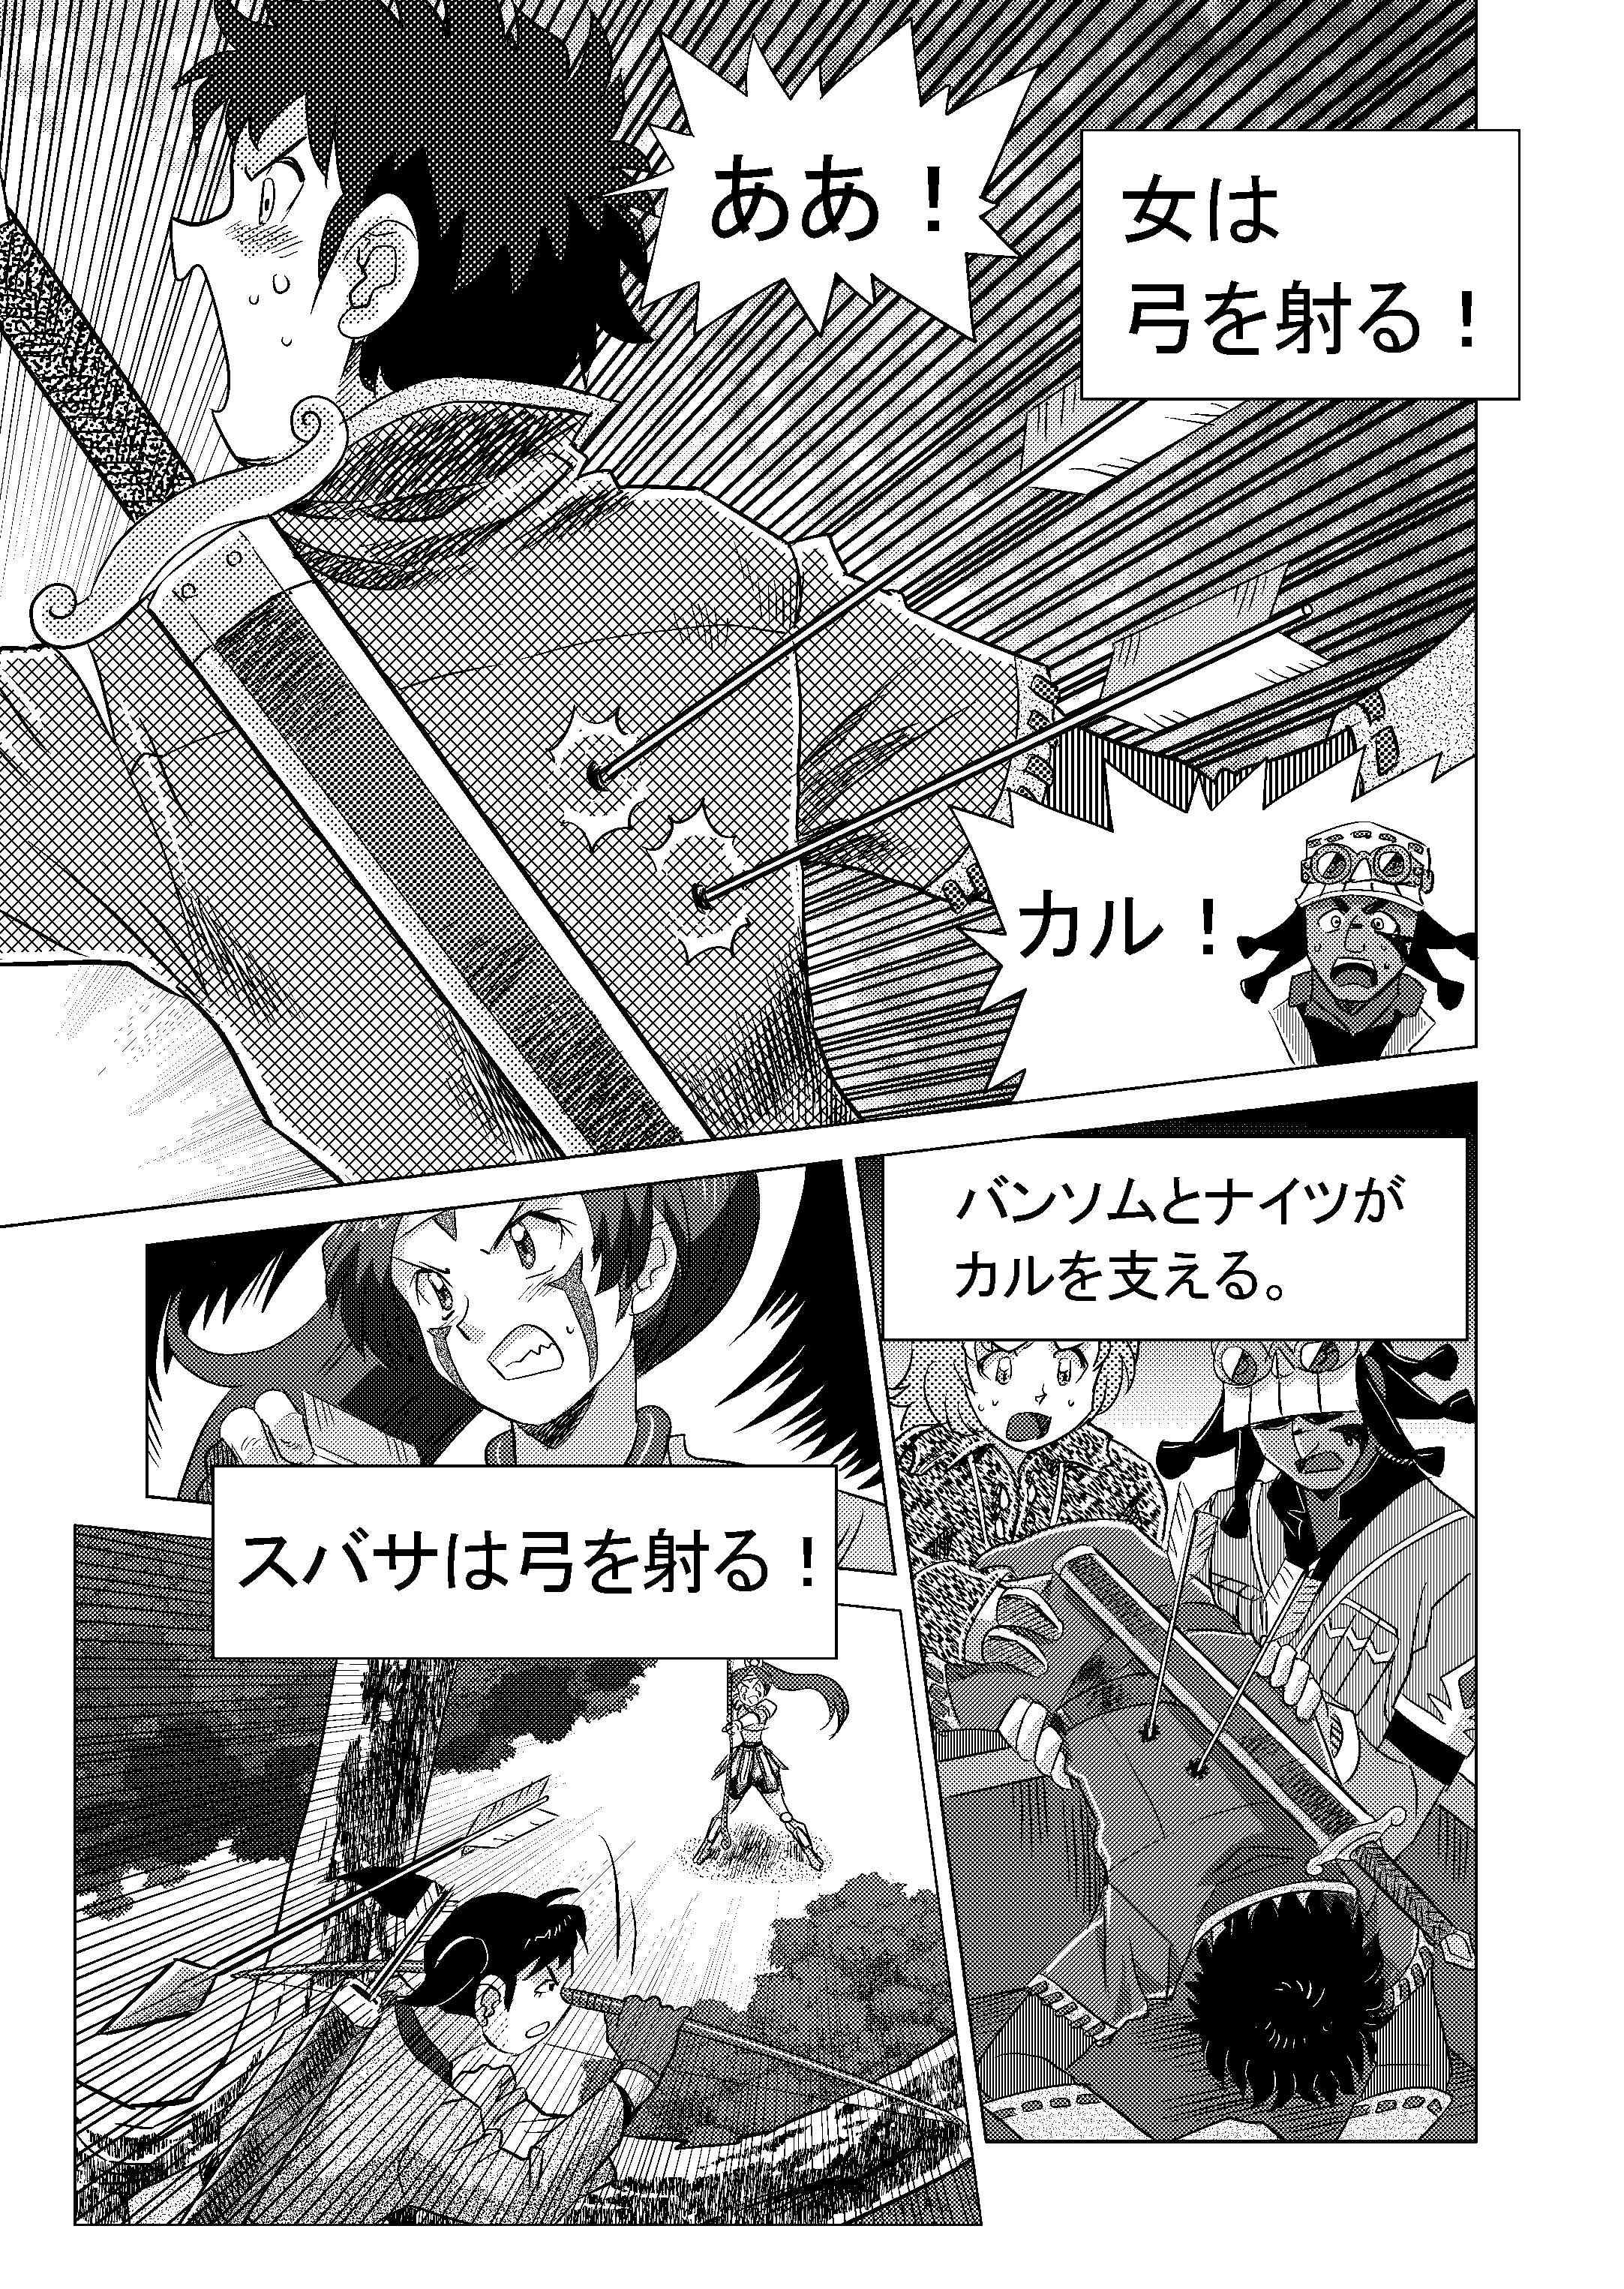 女は
弓を射る！
ああ！
カル！
バンソムとナイツが
カルを支える。
スバサは弓を射る！